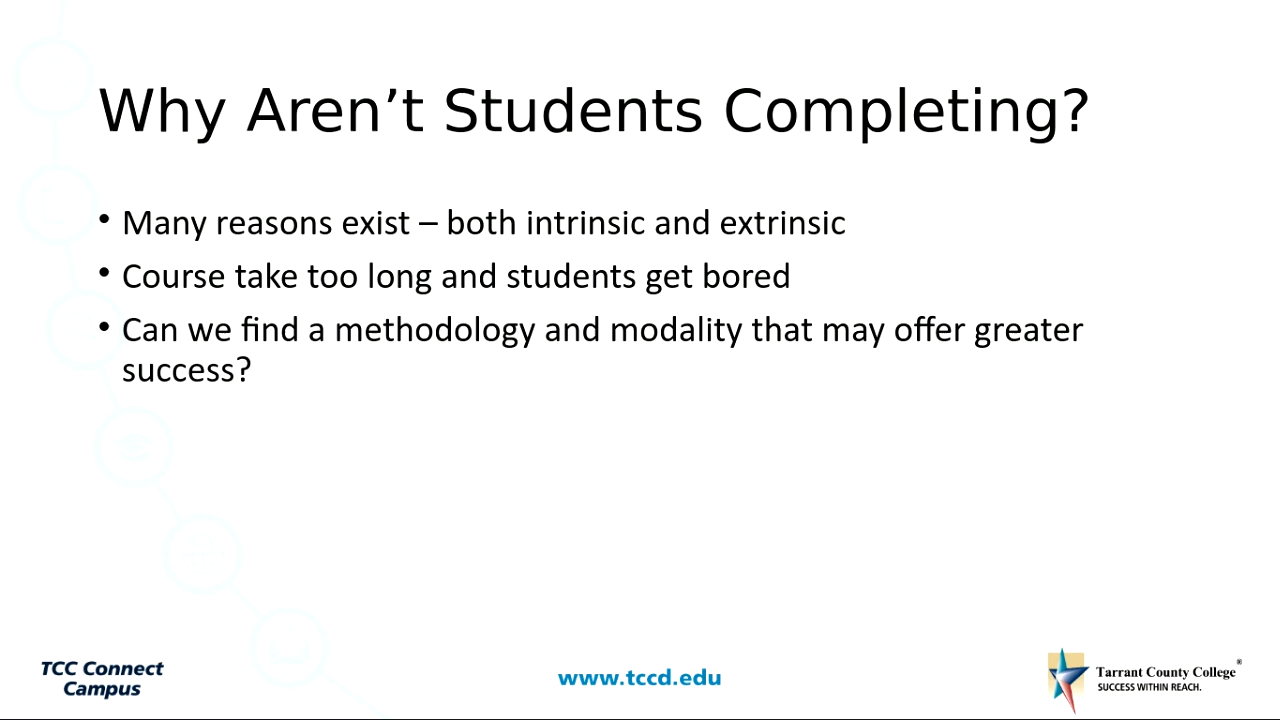 Why Aren’t Students Completing?
• Many reasons exist – both intrinsic and extrinsic
• Course take too long and students get bored
• Can we find a methodology and modality that may offer greater
success?
TCC Connect
Campus
www.tccd.edu
Tarrant County College®
SUCCESS WITHIN REACH.